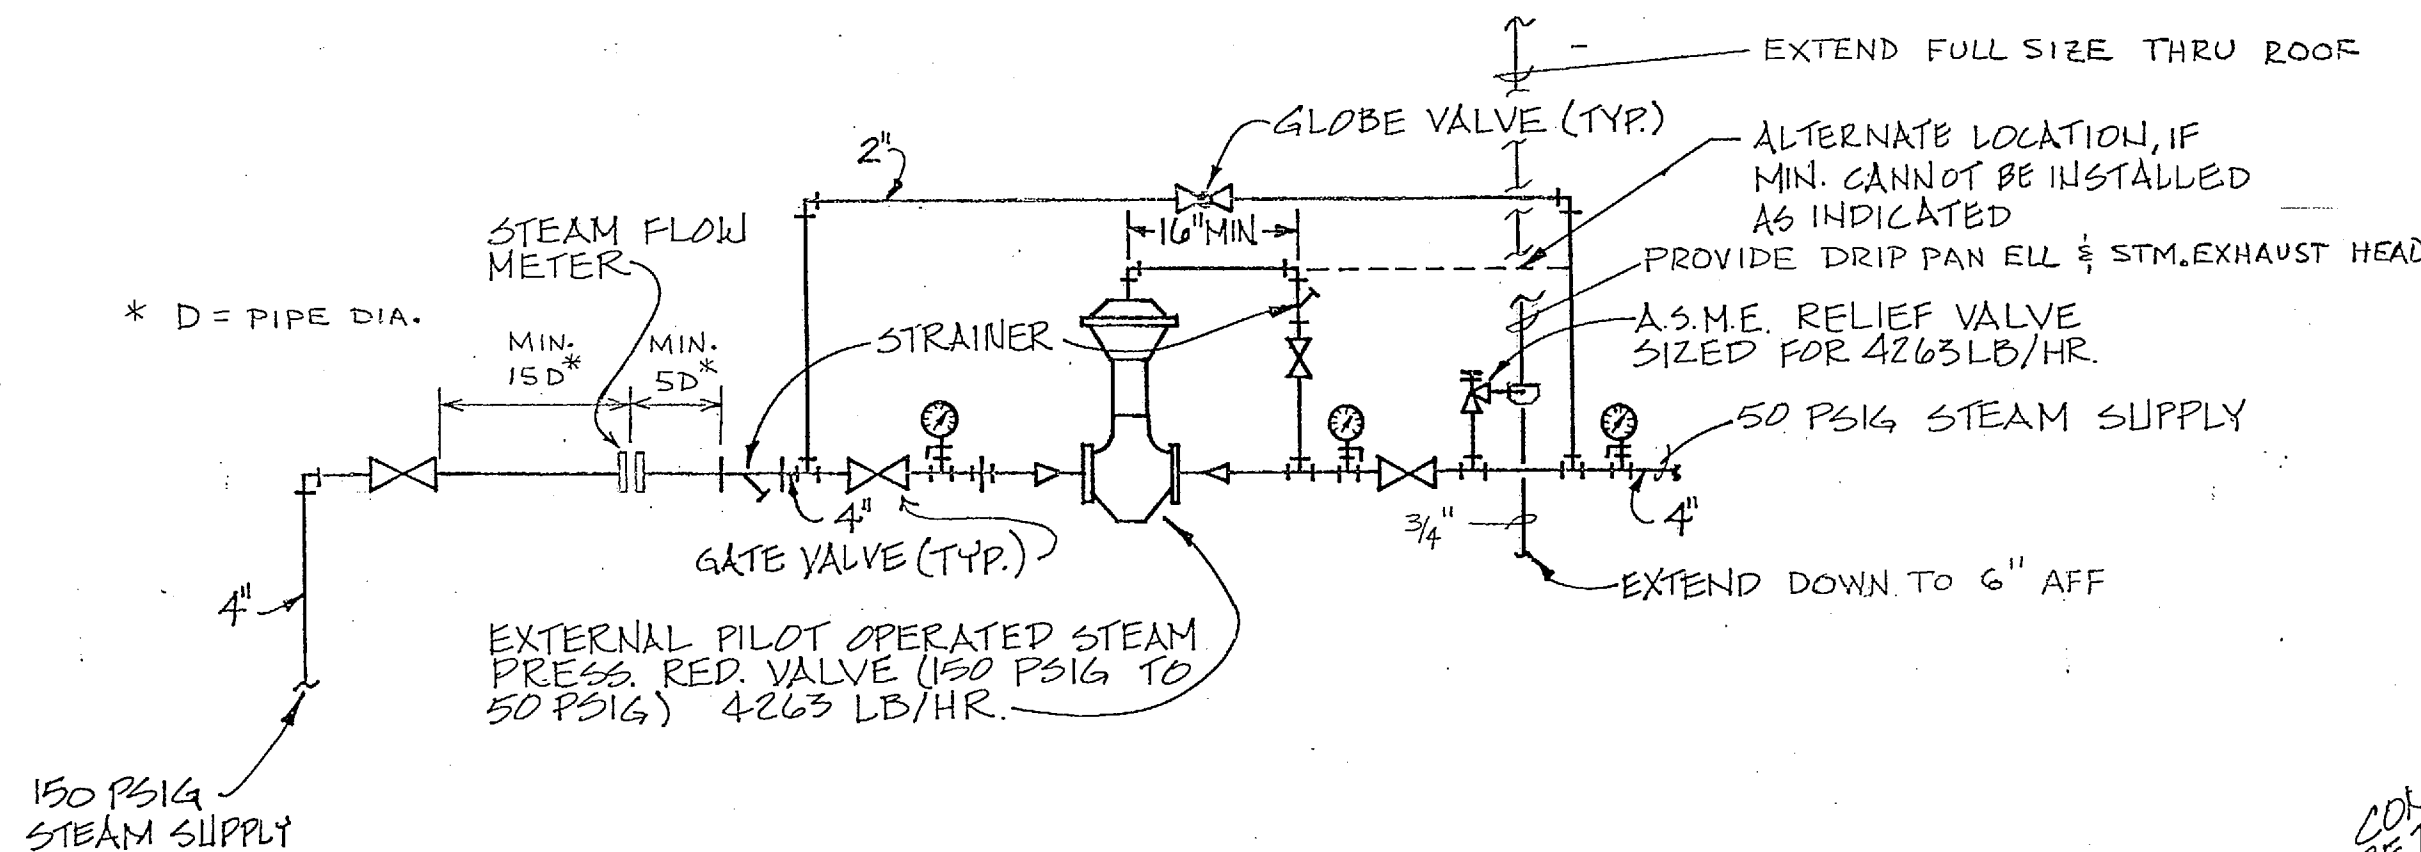 EXTEND FULL SIZE THRU ROOF
GLOBE VALVE (TYP.)
2"
ALTERNATE LOCATION, IF
MIN. CANNOT BE INSTALLED
AS INDICATED
16" MIN
STEAM FLOW
METER
PROVIDE DRIP PAN ELL & STM. EXHAUST HEAD
* D = PIPE DIA.
A.S.M.E. RELIEF VALVE
SIZED FOR 4263 LB/HR.
STRAINER
MIN.
15D*
MIN.
5D*
50 PSIG STEAM SUPPLY
4"
3/4"
4"
GATE VALVE (TYP.)
EXTEND DOWN TO 6" AFF
4"
EXTERNAL PILOT OPERATED STEAM
PRESS. RED. VALVE (150 PSIG TO
50 PSIG) 4263 LB/HR.
150 PSIG
STEAM SUPPLY